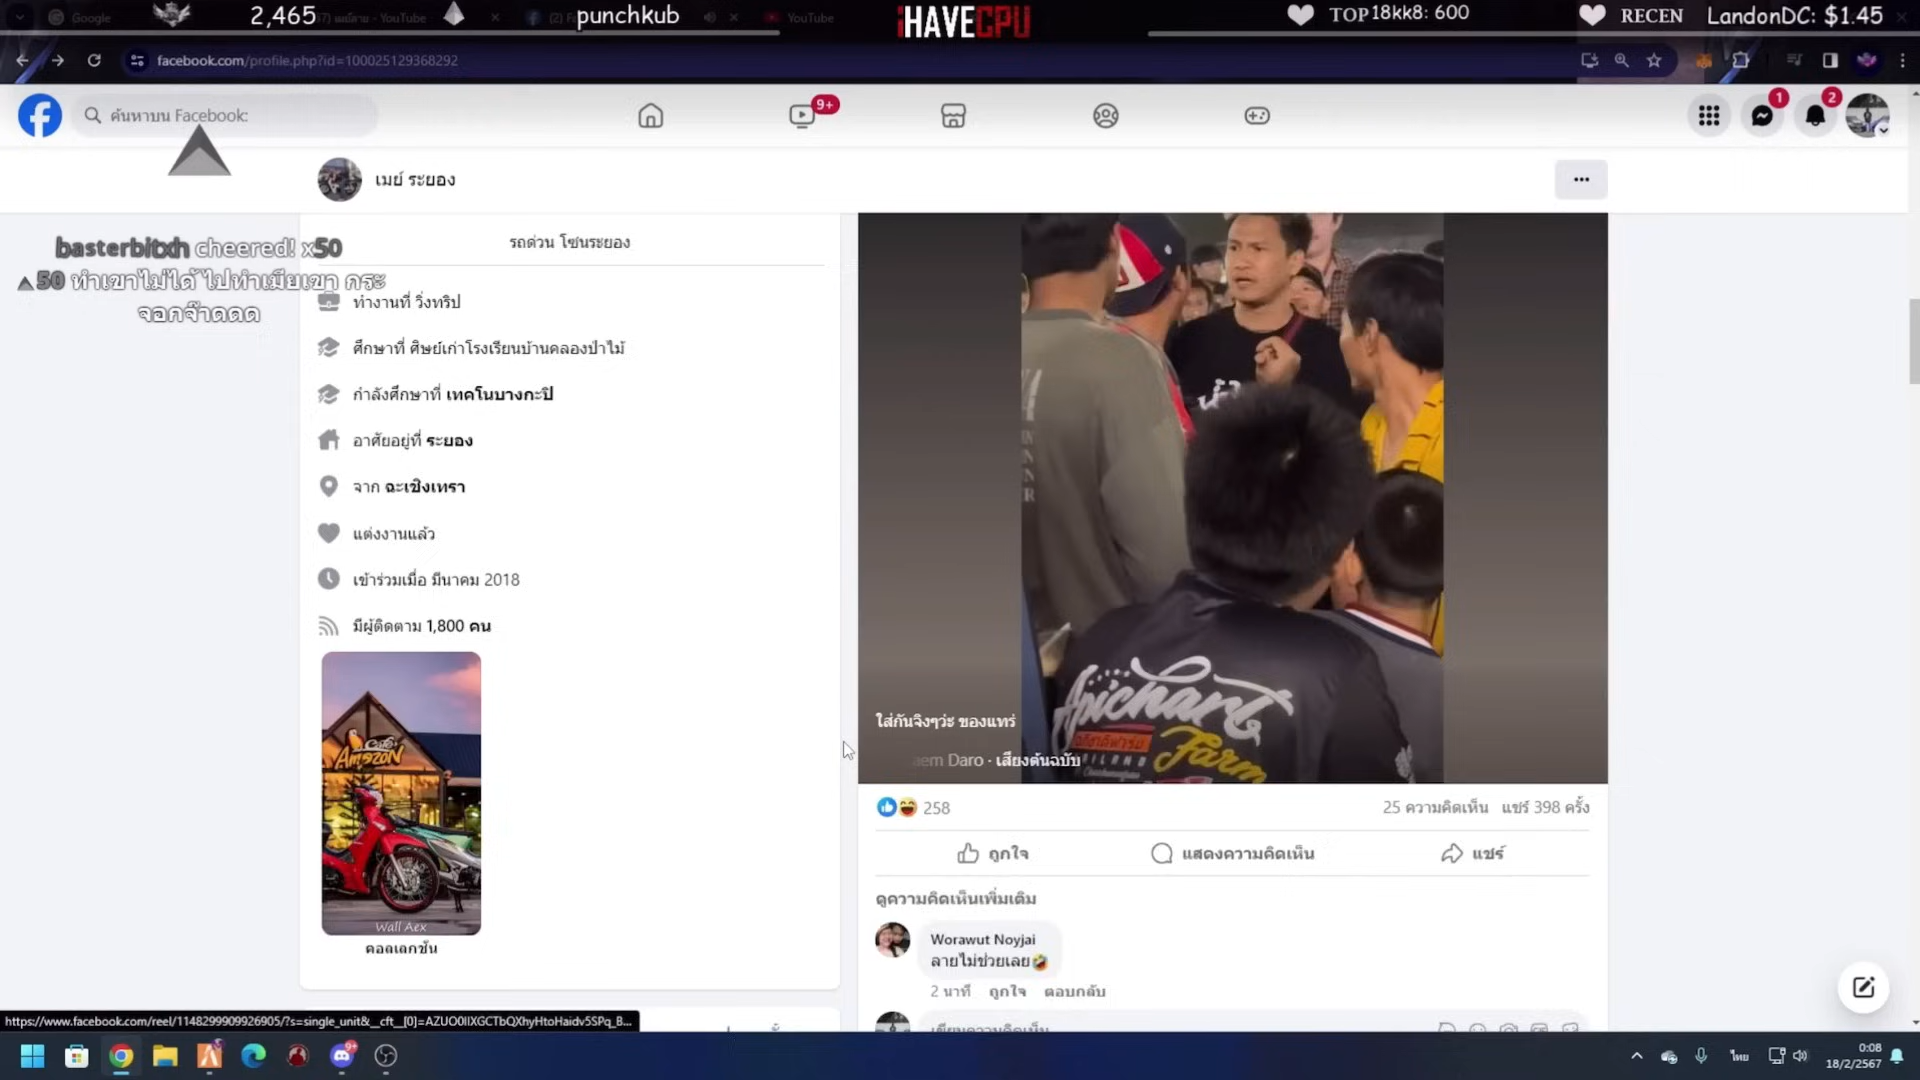 2,465
punchkub
iHAVECPU
TOP 18kk8: 600
RECEN
LandonDC: $1.45
Google
YouTube
facebook.com/profile.php?id=100025129368292
ค้นหาบน Facebook:
9+
1
2
เมย์ ระยอง
basterbitxh cheered! x50
50 ทำเขาไม่ได้ ไปทำเมียเขา กระ
จอกจ๊าดดด
รถด่วน โซนระยอง
ทำงานที่ วิ่งทริป
ศึกษาที่ ศิษย์เก่าโรงเรียนบ้านคลองป่าไม้
กำลังศึกษาที่ เทคโนบางกะปิ
อาศัยอยู่ที่ ระยอง
จาก ฉะเชิงเทรา
แต่งงานแล้ว
เข้าร่วมเมื่อ มีนาคม 2018
มีผู้ติดตาม 1,800 คน
Café
Amazon
Wall Aex
คอลเลกชัน
Apichart
Farm
ใส่กันจิงๆว่ะ ของแทร่
aem Daro · เสียงต้นฉบับ
258
25 ความคิดเห็น แชร์ 398 ครั้ง
ถูกใจ
แสดงความคิดเห็น
แชร์
ดูความคิดเห็นเพิ่มเติม
Worawut Noyjai
ลายไม่ช่วยเลย🤣
2 นาที ถูกใจ ตอบกลับ
https://www.facebook.com/reel/1148299909926905/?s=single_unit&__cft__[0]=AZUO0IIXGCTbQXhyHtoHaidv5SPq_B...
9+
ไทย
0:08
18/2/2567